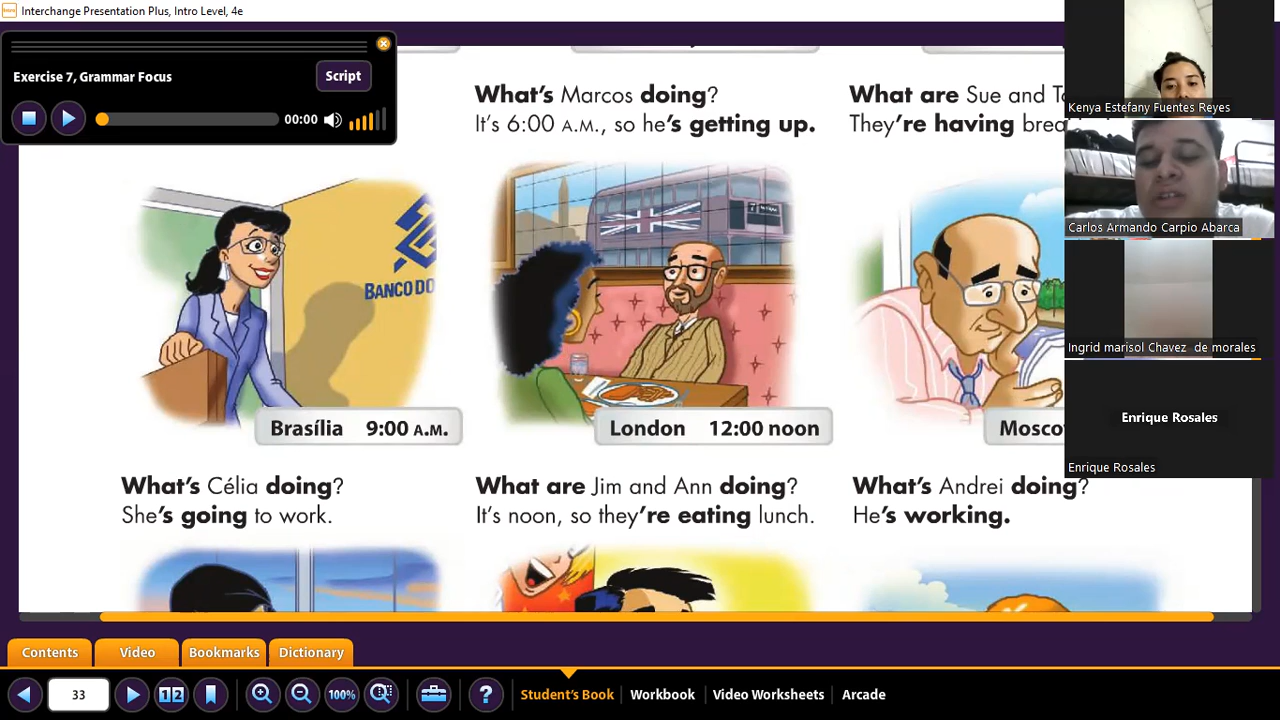 Interchange Presentation Plus, Intro Level, 4e
Exercise 7, Grammar Focus
Script
00:00
What's Marcos doing?
It's 6:00 A.M., so he's getting up.
What are Sue and
They're having
BANCO DO
Brasília 9:00 A.M.
London 12:00 noon
What's Célia doing?
She's going to work.
What are Jim and Ann doing?
It's noon, so they're eating lunch.
What's Andrei doing?
He's working.
Kenya Estefany Fuentes Reyes
Carlos Armando Carpio Abarca
Ingrid marisol Chavez de morales
Enrique Rosales
Enrique Rosales
Contents
Video
Bookmarks
Dictionary
33
12
100%
?
Student's Book
Workbook
Video Worksheets
Arcade